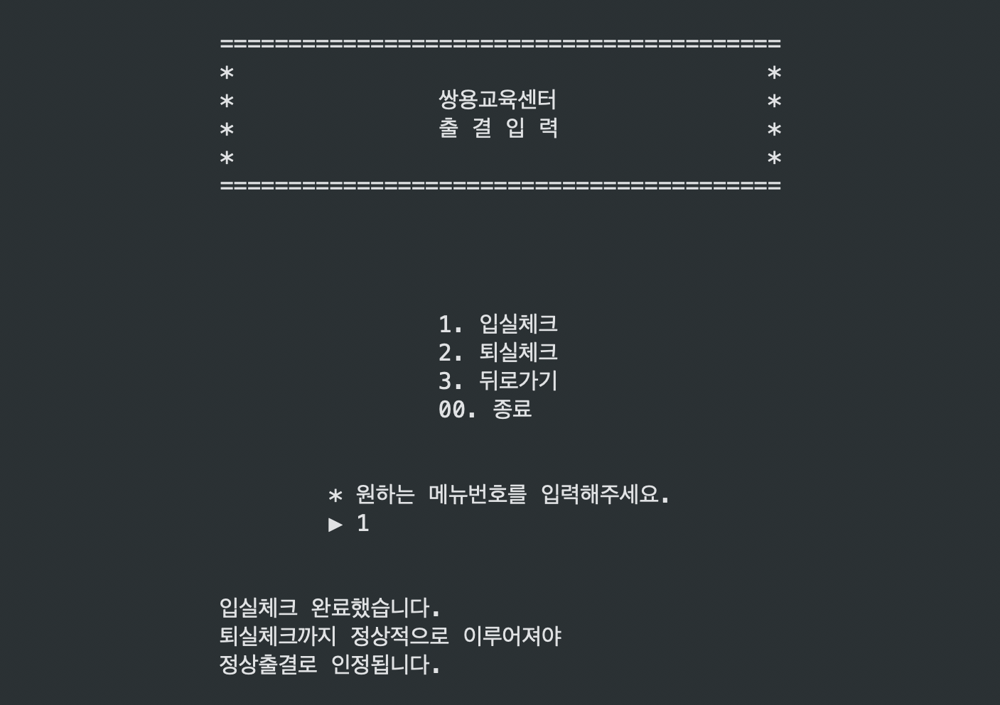 =========================================
* *
* 쌍용교육센터 *
* 출 결 입 력 *
* *
=========================================
1. 입실체크
2. 퇴실체크
3. 뒤로가기
00. 종료
* 원하는 메뉴번호를 입력해주세요.
▶ 1
입실체크 완료했습니다.
퇴실체크까지 정상적으로 이루어져야
정상출결로 인정됩니다.